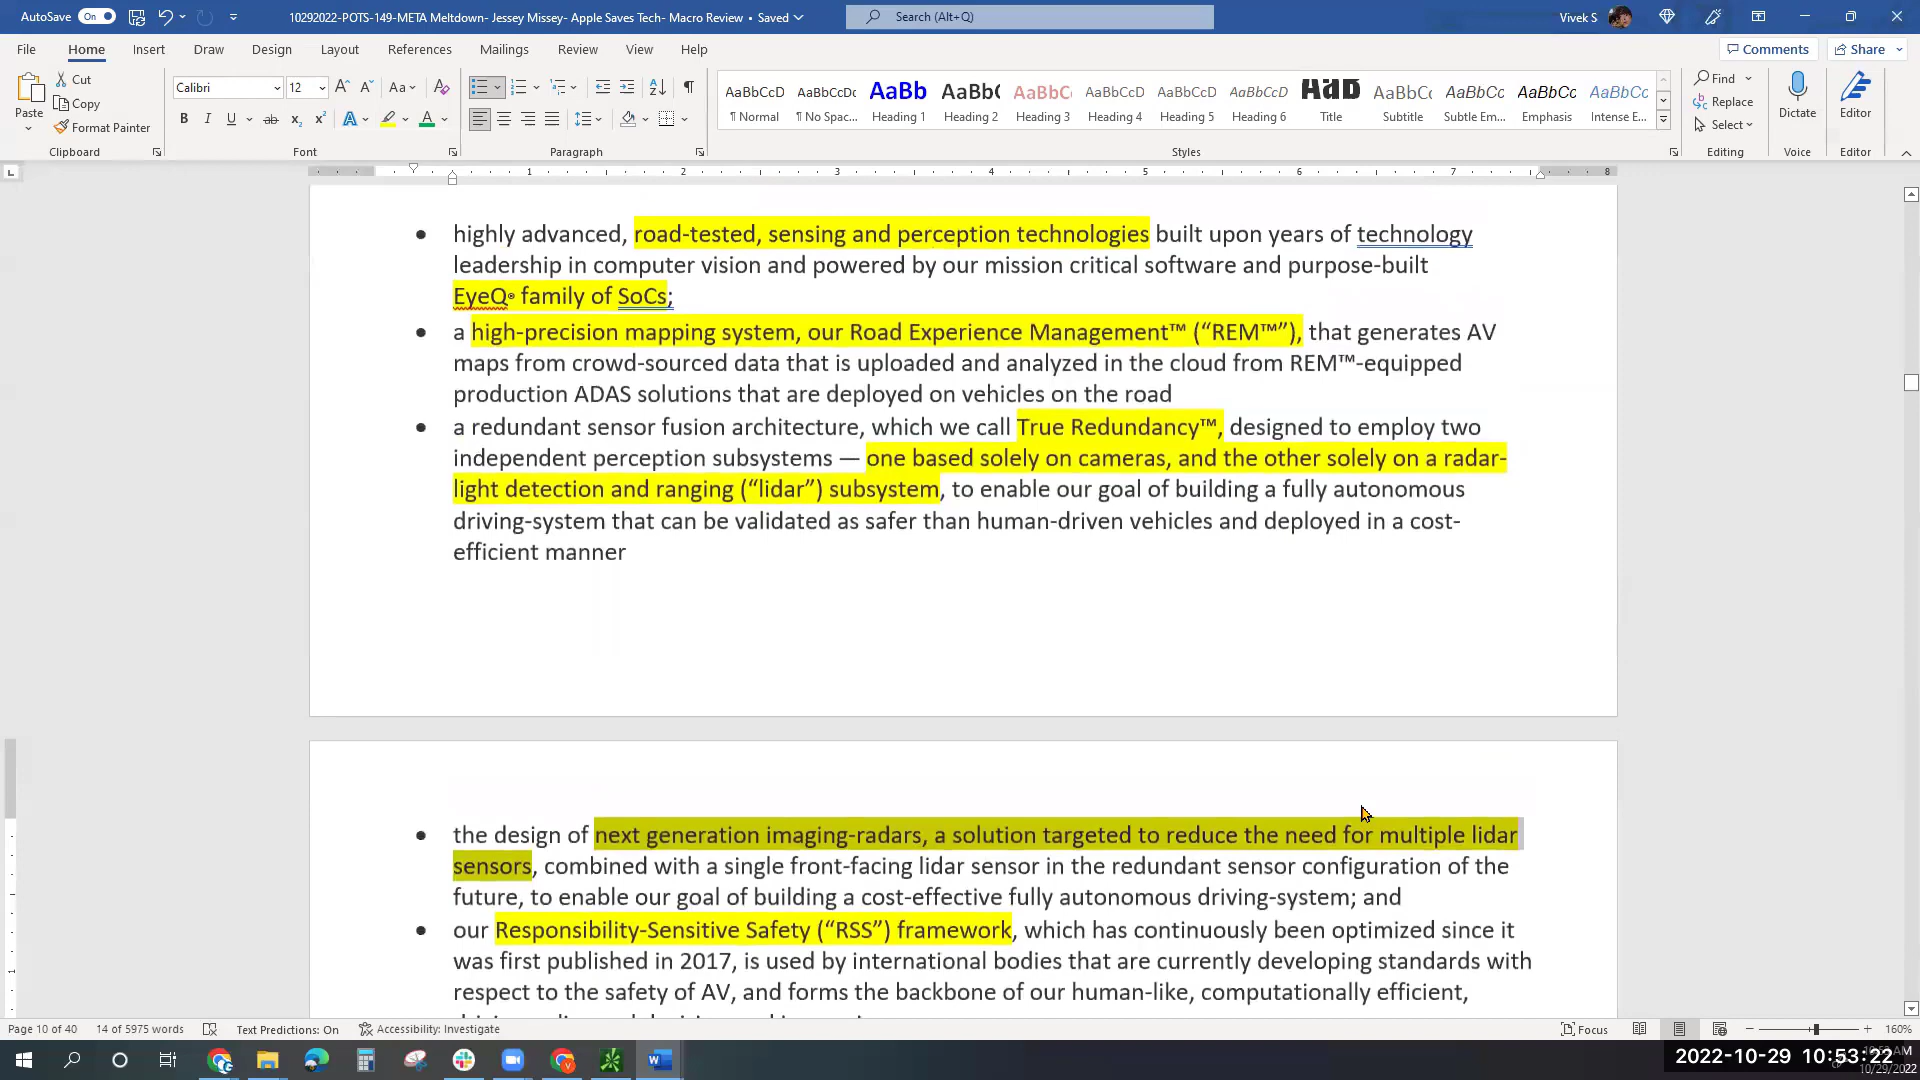 AutoSave On 10292022-POTS-149-META Meltdown- Jessey Missey- Apple Saves Tech- Macro Review • Saved Search (Alt+Q) Vivek S
File Home Insert Draw Design Layout References Mailings Review View Help Comments Share
Paste Cut Copy Format Painter
Calibri 12
Aa
AaBbCcD AaBbCcDc AaBb AaBb( AaBbC AaBbCcD AaBbCcD AaBbCcD AaB AaBbCc AaBbCc AaBbCc AaBbCc
¶ Normal ¶ No Spac... Heading 1 Heading 2 Heading 3 Heading 4 Heading 5 Heading 6 Title Subtitle Subtle Em... Emphasis Intense E...
Find Replace Select Dictate Editor
Clipboard Font Paragraph Styles Editing Voice Editor
1 2 3 4 5 6 7 8
• highly advanced, road-tested, sensing and perception technologies built upon years of technology
leadership in computer vision and powered by our mission critical software and purpose-built
EyeQ® family of SoCs;
• a high-precision mapping system, our Road Experience Management™ (“REM™”), that generates AV
maps from crowd-sourced data that is uploaded and analyzed in the cloud from REM™-equipped
production ADAS solutions that are deployed on vehicles on the road
• a redundant sensor fusion architecture, which we call True Redundancy™, designed to employ two
independent perception subsystems — one based solely on cameras, and the other solely on a radar-
light detection and ranging (“lidar”) subsystem, to enable our goal of building a fully autonomous
driving-system that can be validated as safer than human-driven vehicles and deployed in a cost-
efficient manner
• the design of next generation imaging-radars, a solution targeted to reduce the need for multiple lidar
sensors, combined with a single front-facing lidar sensor in the redundant sensor configuration of the
future, to enable our goal of building a cost-effective fully autonomous driving-system; and
• our Responsibility-Sensitive Safety (“RSS”) framework, which has continuously been optimized since it
was first published in 2017, is used by international bodies that are currently developing standards with
respect to the safety of AV, and forms the backbone of our human-like, computationally efficient,
Page 10 of 40 14 of 5975 words Text Predictions: On Accessibility: Investigate Focus 160%
2022-10-29 10:53:22
10/29/2022